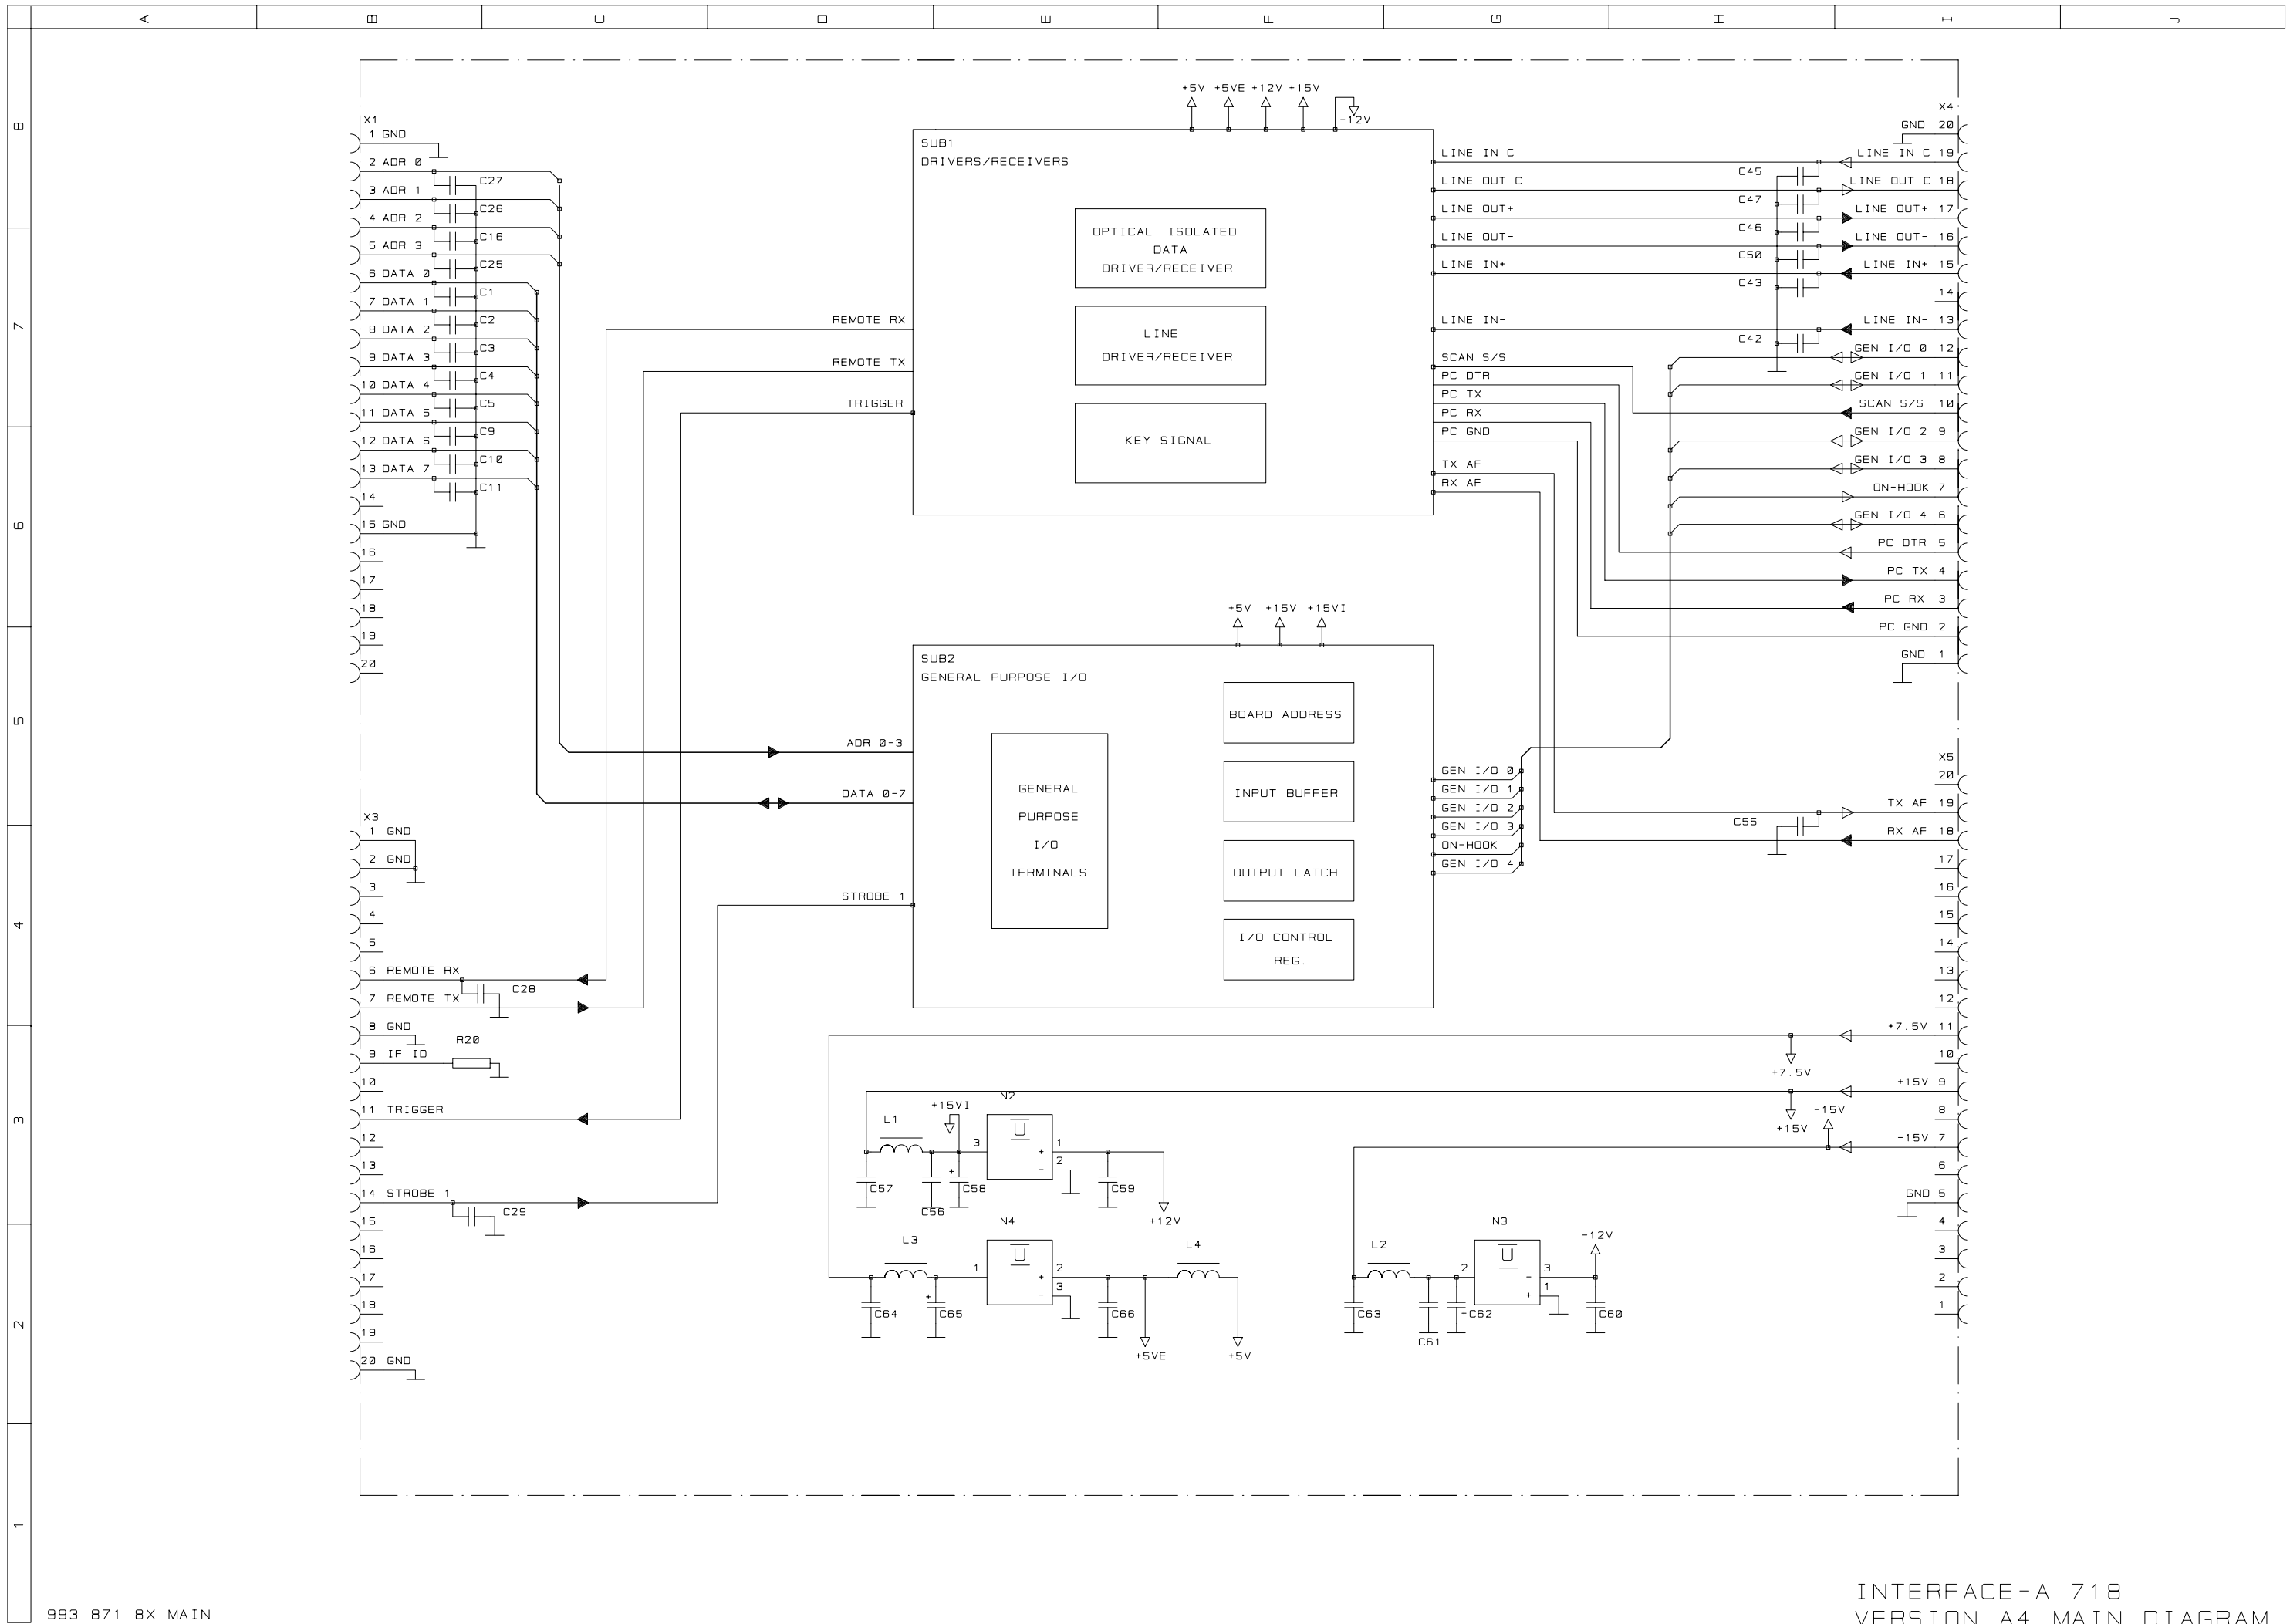 A B C D E F G H I J
8
7
6
5
4
3
2
1
X1
1 GND
2 ADR 0
3 ADR 1
4 ADR 2
5 ADR 3
6 DATA 0
7 DATA 1
8 DATA 2
9 DATA 3
10 DATA 4
11 DATA 5
12 DATA 6
13 DATA 7
14
15 GND
16
17
18
19
20
C27
C26
C16
C25
C1
C2
C3
C4
C5
C9
C10
C11
X3
1 GND
2 GND
3
4
5
6 REMOTE RX
7 REMOTE TX
8 GND
9 IF ID
10
11 TRIGGER
12
13
14 STROBE 1
15
16
17
18
19
20 GND
C28
R20
C29
+5V +5VE +12V +15V
-12V
SUB1
DRIVERS/RECEIVERS
OPTICAL ISOLATED
DATA
DRIVER/RECEIVER
LINE
DRIVER/RECEIVER
KEY SIGNAL
REMOTE RX
REMOTE TX
TRIGGER
LINE IN C
LINE OUT C
LINE OUT+
LINE OUT-
LINE IN+
LINE IN-
SCAN S/S
PC DTR
PC TX
PC RX
PC GND
TX AF
RX AF
+5V +15V +15VI
SUB2
GENERAL PURPOSE I/O
GENERAL
PURPOSE
I/O
TERMINALS
BOARD ADDRESS
INPUT BUFFER
OUTPUT LATCH
I/O CONTROL
REG.
ADR 0-3
DATA 0-7
STROBE 1
GEN I/O 0
GEN I/O 1
GEN I/O 2
GEN I/O 3
ON-HOOK
GEN I/O 4
C45
C47
C46
C50
C43
C42
X4
GND 20
LINE IN C 19
LINE OUT C 18
LINE OUT+ 17
LINE OUT- 16
LINE IN+ 15
14
LINE IN- 13
GEN I/O 0 12
GEN I/O 1 11
SCAN S/S 10
GEN I/O 2 9
GEN I/O 3 8
ON-HOOK 7
GEN I/O 4 6
PC DTR 5
PC TX 4
PC RX 3
PC GND 2
GND 1
X5
20
TX AF 19
RX AF 18
17
16
15
14
13
12
+7.5V 11
10
+15V 9
8
-15V 7
6
GND 5
4
3
2
1
C55
+7.5V
+15V
-15V
L1
+15VI
N2
U
3
1
2
+
-
+
C57
C56
C58
C59
+12V
L3
N4
U
1
2
3
+
-
L4
C64
+
C65
C66
+5VE
+5V
L2
N3
U
2
3
1
-
+
-12V
C63
C61
+
C62
C60
993 871 8X MAIN
INTERFACE-A 718
VERSION A4 MAIN DIAGRAM